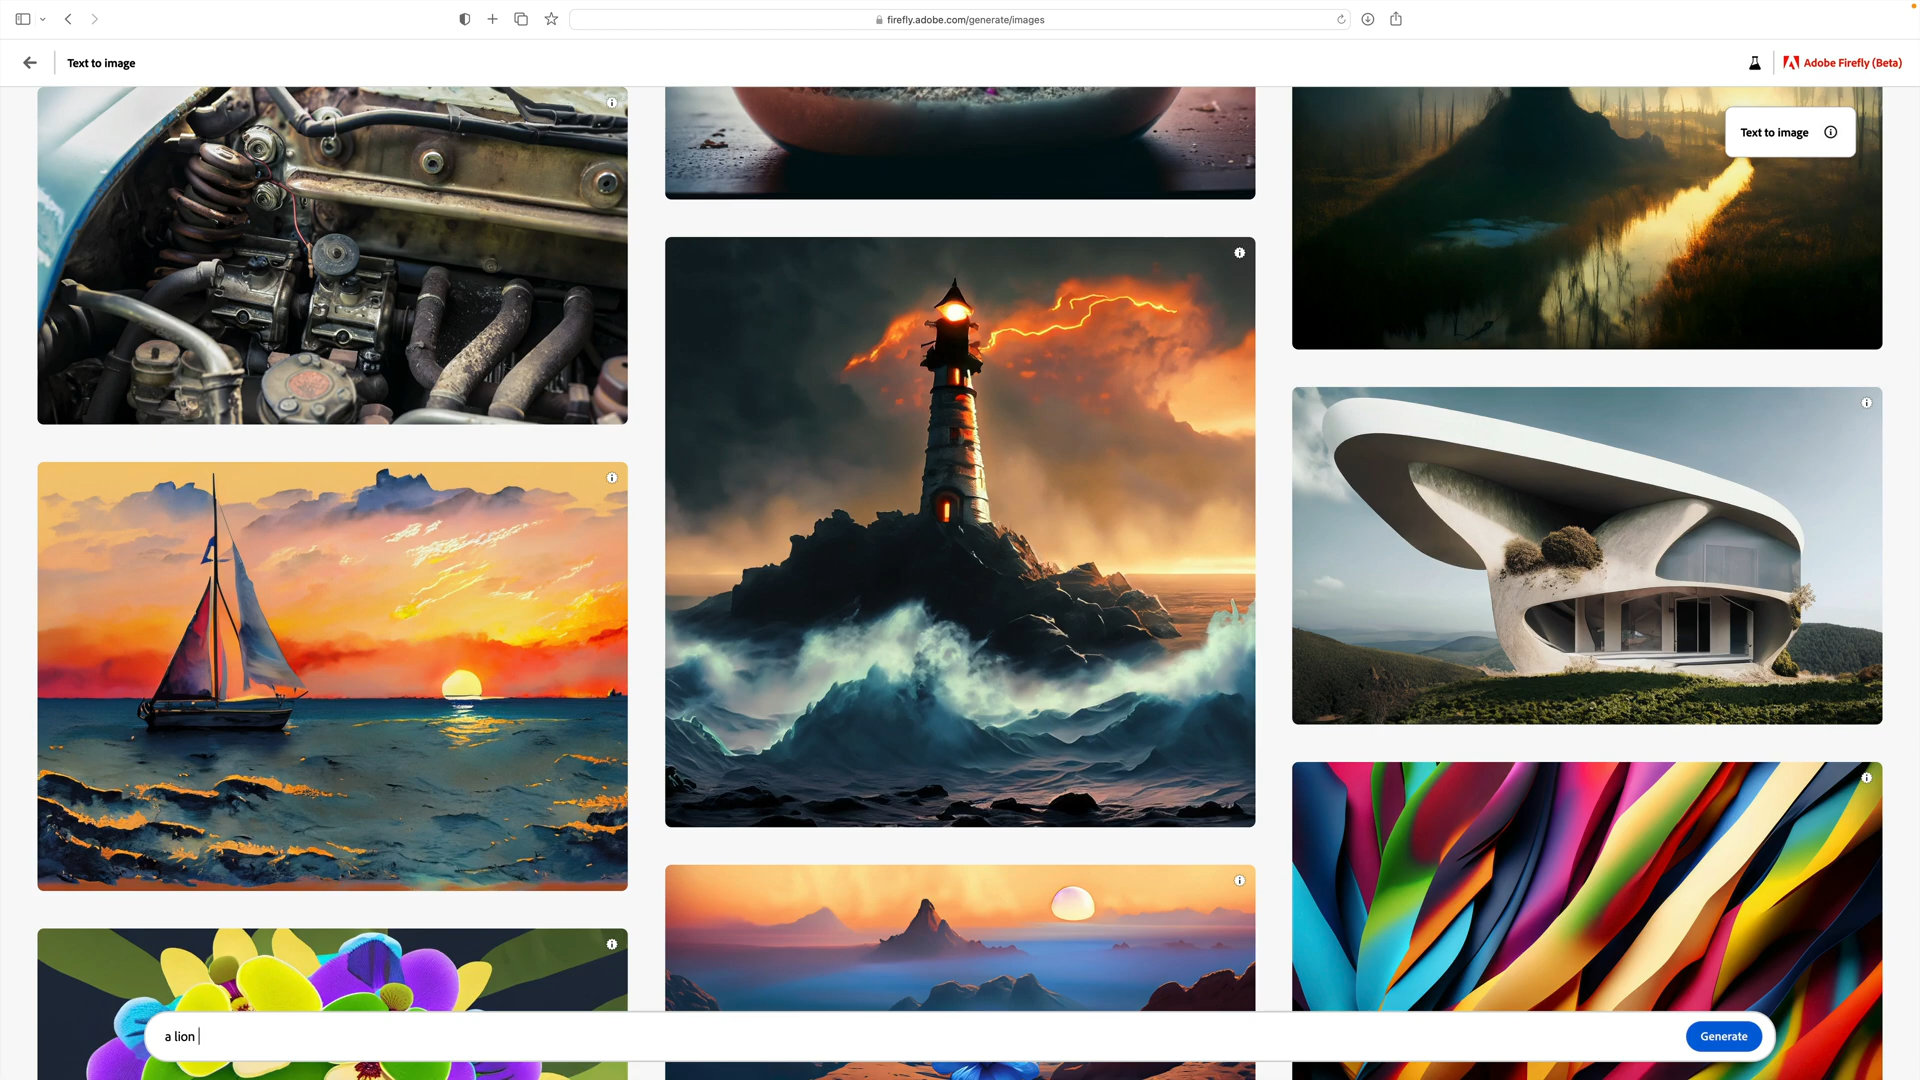 firefly.adobe.com/generate/images
Text to image
Adobe Firefly (Beta)
Text to image
a lion
Generate